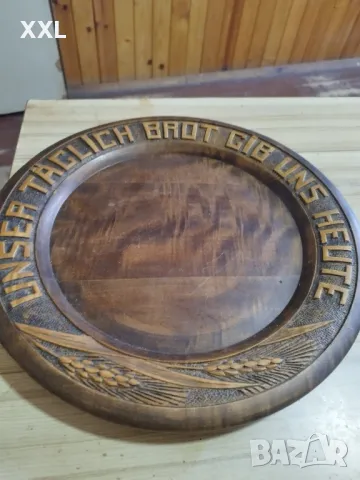 XXL
UNSER TÄGLICH BROT GIB UNS HEUTE
BAZAR